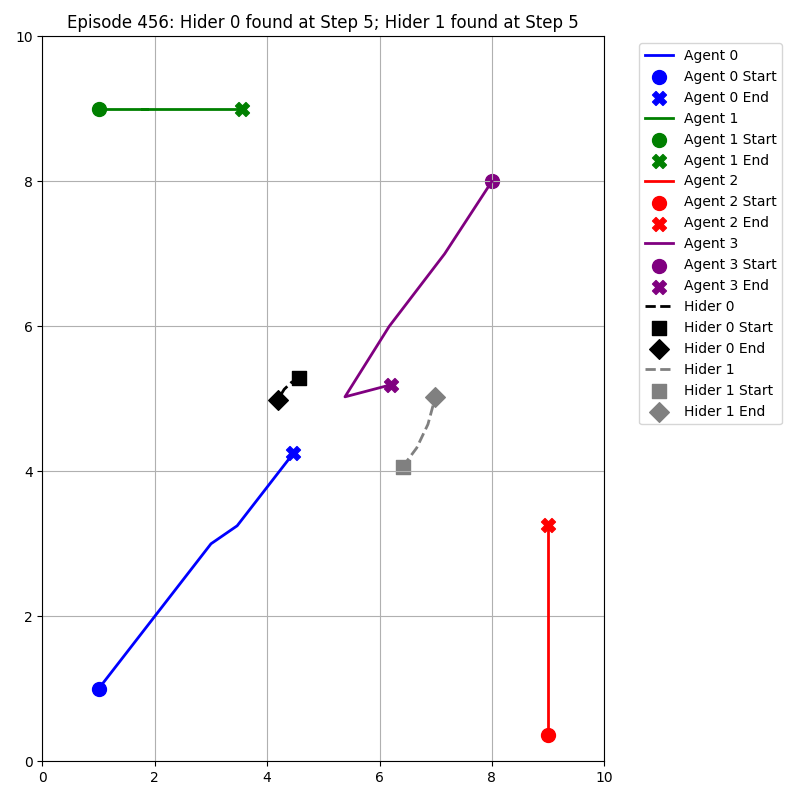 Episode 456: Hider 0 found at Step 5; Hider 1 found at Step 5
10
8
6
4
2
0
0 2 4 6 8 10
Agent 0
Agent 0 Start
Agent 0 End
Agent 1
Agent 1 Start
Agent 1 End
Agent 2
Agent 2 Start
Agent 2 End
Agent 3
Agent 3 Start
Agent 3 End
Hider 0
Hider 0 Start
Hider 0 End
Hider 1
Hider 1 Start
Hider 1 End